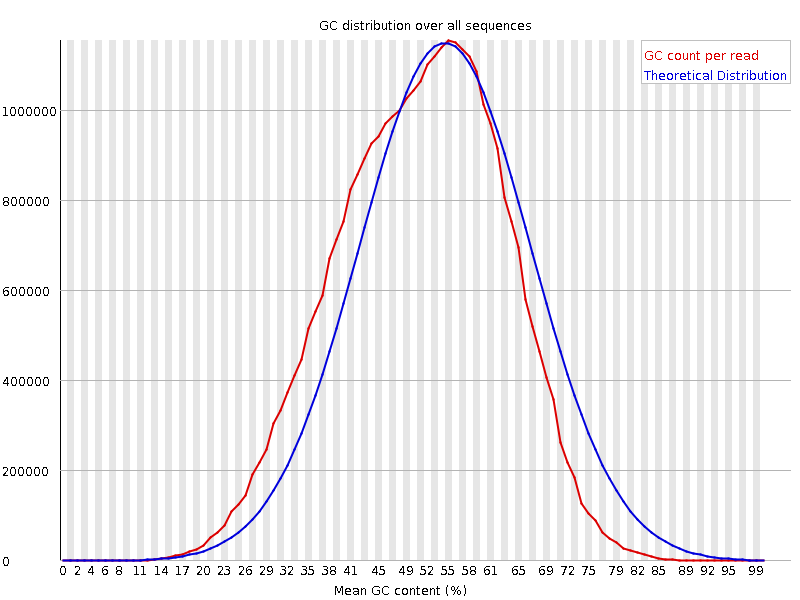 GC distribution over all sequences
GC count per read
Theoretical Distribution
1000000
800000
600000
400000
200000
0
0 2 4 6 8 11 14 17 20 23 26 29 32 35 38 41 45 49 52 55 58 61 65 69 72 75 79 82 85 89 92 95 99
Mean GC content (%)